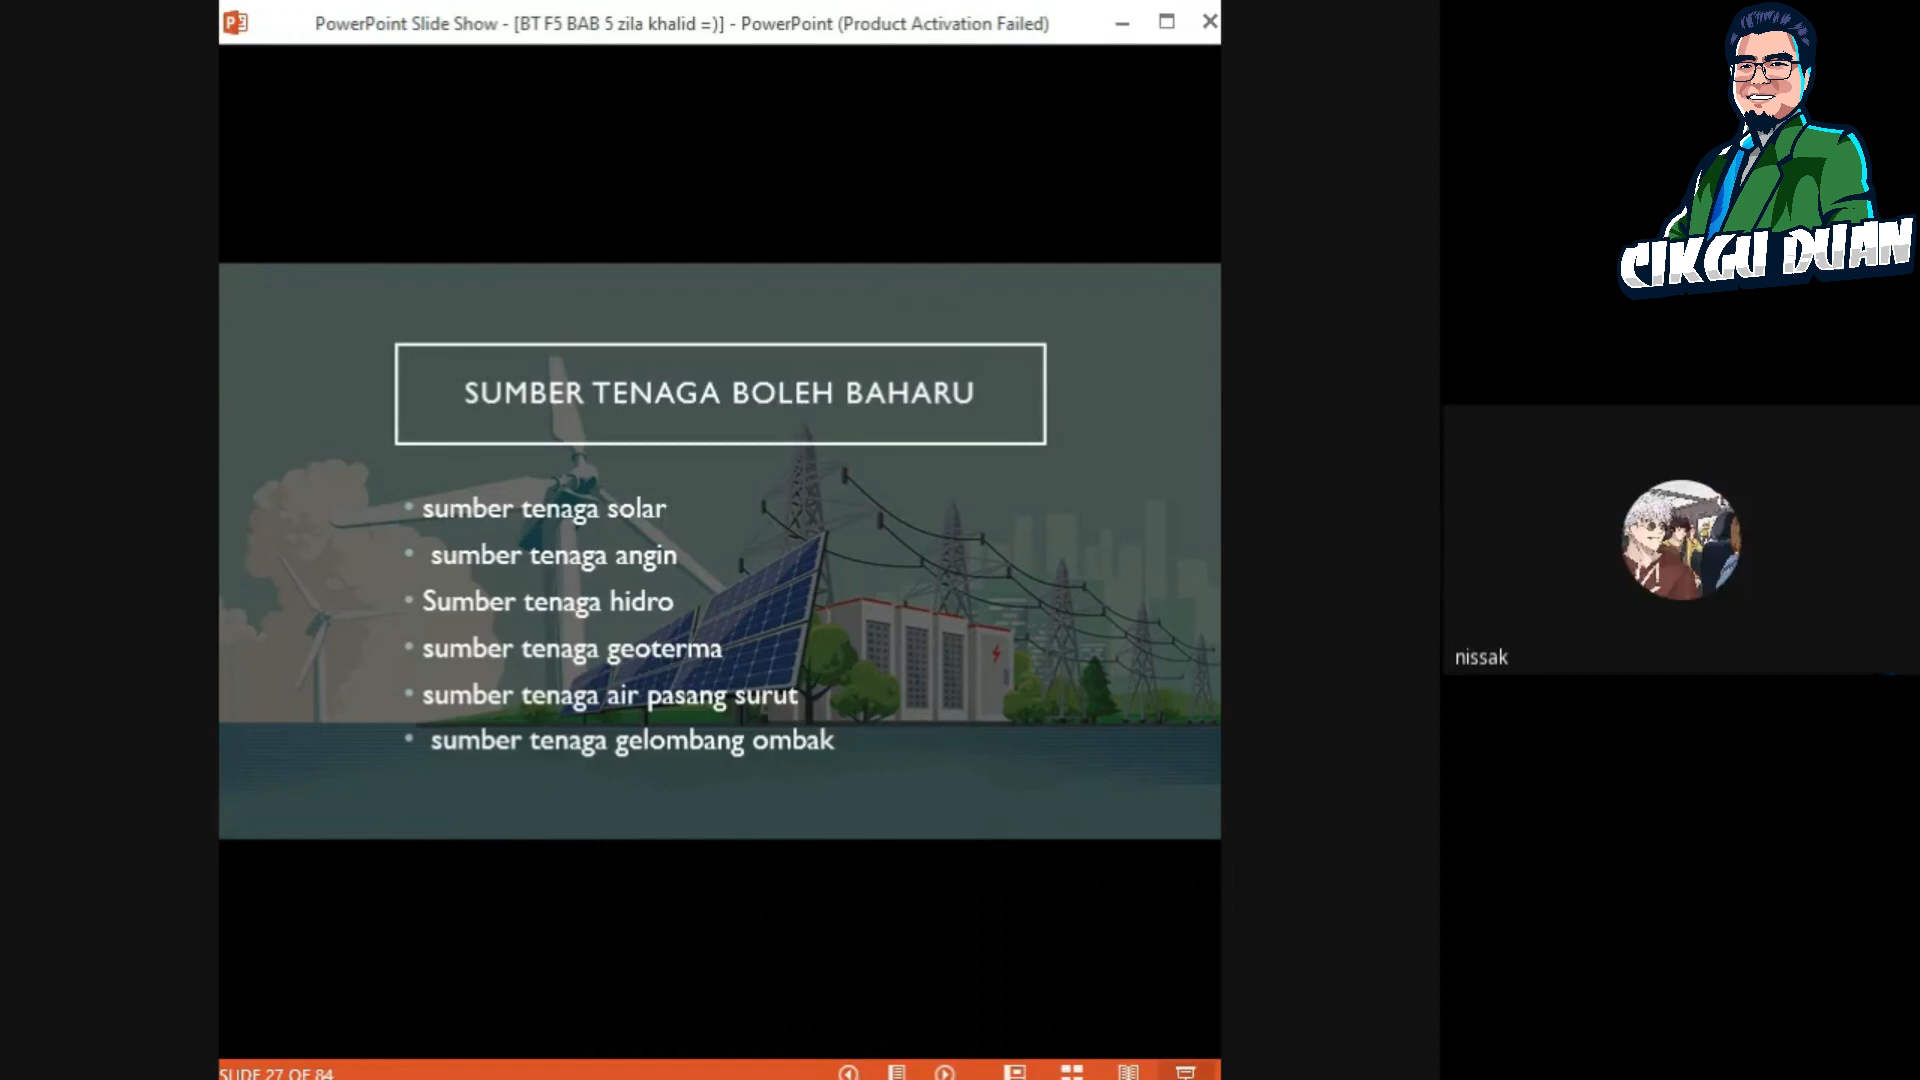 PowerPoint Slide Show - [BT F5 BAB 5 zila khalid =)] - PowerPoint (Product Activation Failed)
CIKGU DUAN
SUMBER TENAGA BOLEH BAHARU
• sumber tenaga solar
• sumber tenaga angin
• Sumber tenaga hidro
• sumber tenaga geoterma
• sumber tenaga air pasang surut
• sumber tenaga gelombang ombak
nissak
SLIDE 27 OF 84